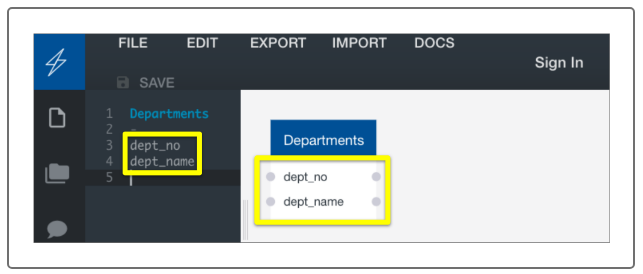 FILE EDIT EXPORT IMPORT DOCS
Sign In
SAVE
1 Departments
2 -
3 dept_no
4 dept_name
5
Departments
dept_no
dept_name